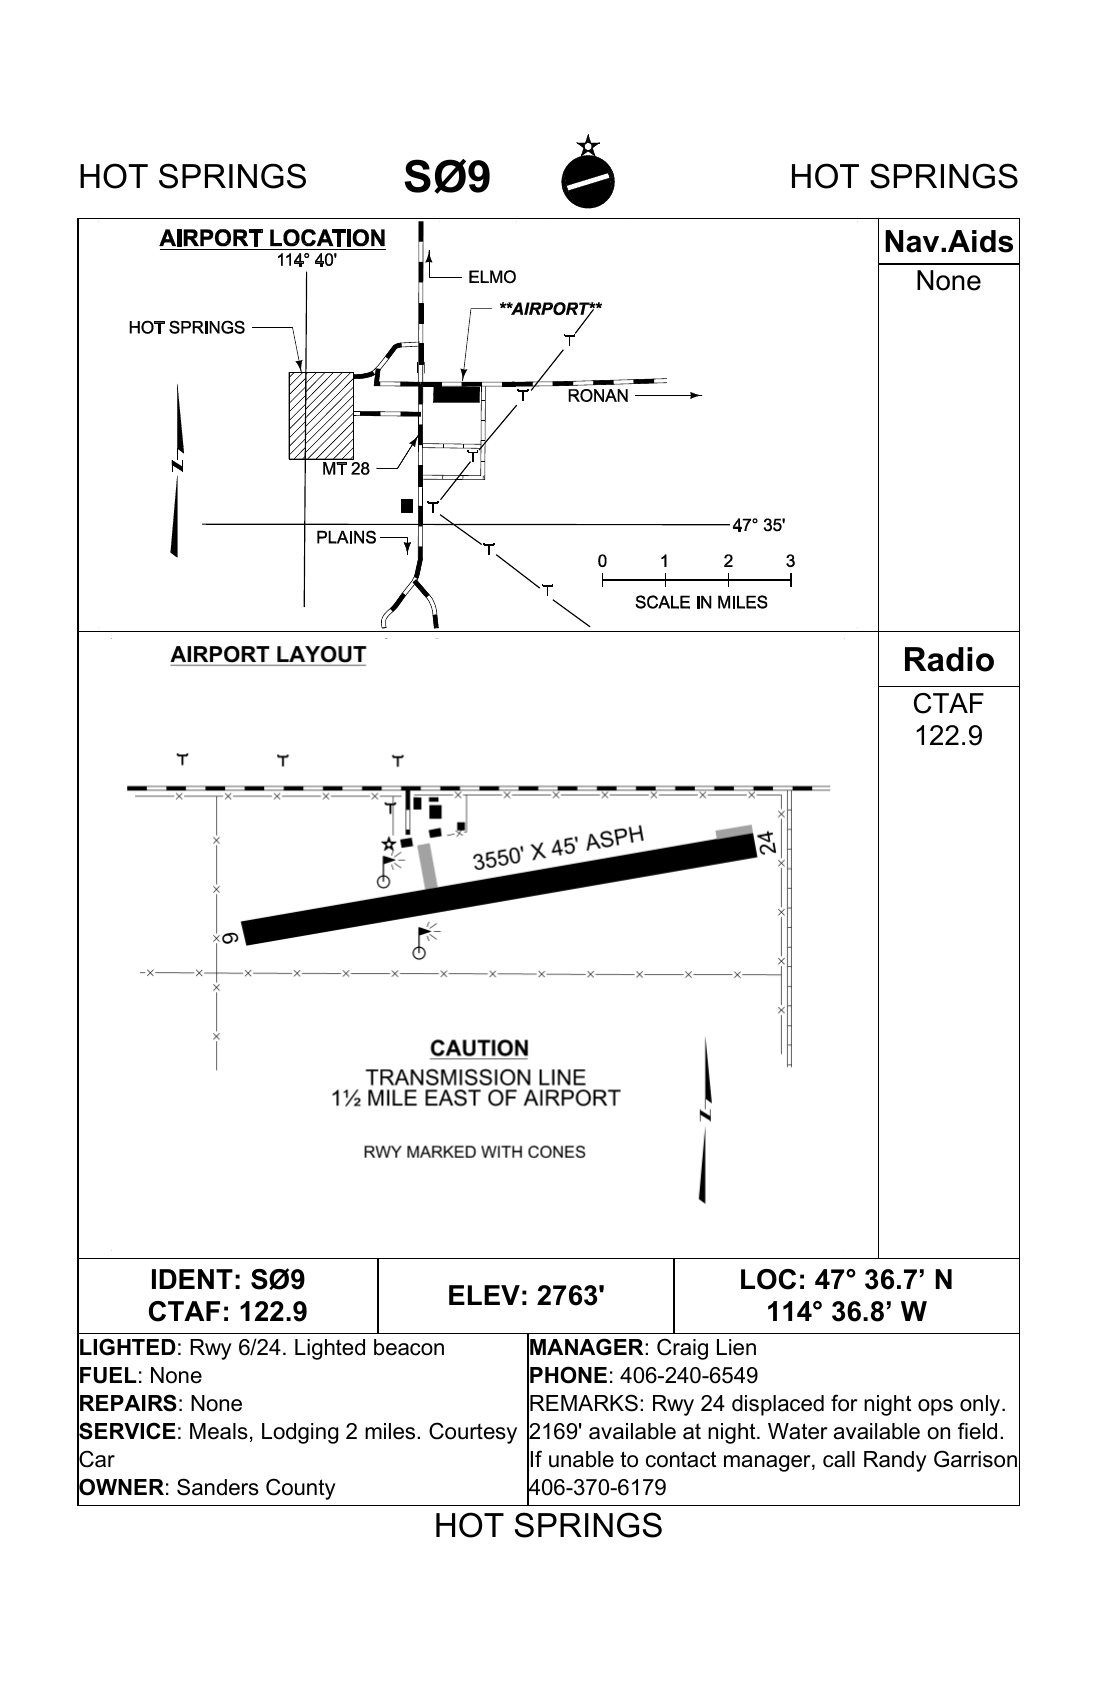 HOT SPRINGS SØ9 HOT SPRINGS
AIRPORT LOCATION
114° 40'
ELMO
**AIRPORT**
HOT SPRINGS
RONAN
MT 28
N
47° 35'
PLAINS
0 1 2 3
SCALE IN MILES
Nav.Aids
None
AIRPORT LAYOUT
3550' X 45' ASPH
24
6
CAUTION
TRANSMISSION LINE
1½ MILE EAST OF AIRPORT
N
RWY MARKED WITH CONES
Radio
CTAF
122.9
IDENT: SØ9
CTAF: 122.9
ELEV: 2763'
LOC: 47° 36.7’ N
114° 36.8’ W
LIGHTED: Rwy 6/24. Lighted beacon
FUEL: None
REPAIRS: None
SERVICE: Meals, Lodging 2 miles. Courtesy
Car
OWNER: Sanders County
MANAGER: Craig Lien
PHONE: 406-240-6549
REMARKS: Rwy 24 displaced for night ops only.
2169' available at night. Water available on field.
If unable to contact manager, call Randy Garrison
406-370-6179
HOT SPRINGS